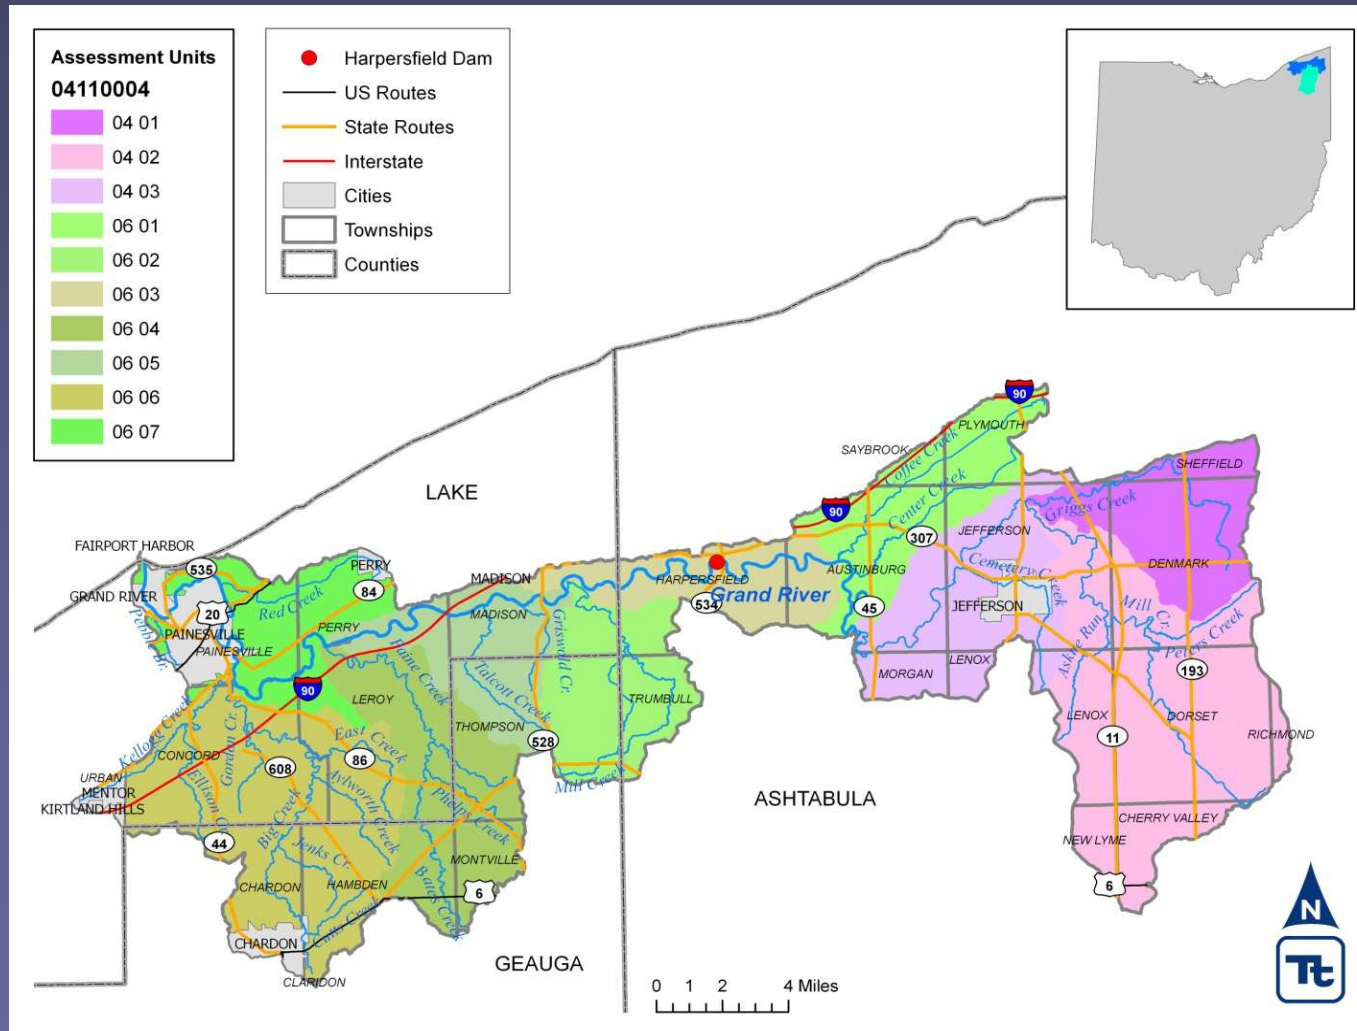 Assessment Units
04110004
04 01
04 02
04 03
06 01
06 02
06 03
06 04
06 05
06 06
06 07
Harpersfield Dam
US Routes
State Routes
Interstate
Cities
Townships
Counties
90
PLYMOUTH
SAYBROOK
Coffee Creek
SHEFFIELD
LAKE
90
Center Creek
Griggs Creek
307
JEFFERSON
FAIRPORT HARBOR
535
PERRY
MADISON
HARPERSFIELD
AUSTINBURG
Cemetery Creek
DENMARK
GRAND RIVER
20
Red Creek
84
MADISON
534
Grand River
45
JEFFERSON
Mill Cr.
Pebble Br.
PAINESVILLE
PAINESVILLE
PERRY
Paine Creek
Griswold Cr.
Askue Run
Peters Creek
90
LEROY
Talcott Creek
TRUMBULL
MORGAN
LENOX
193
Kellogg Creek
Gordon Cr.
THOMPSON
528
LENOX
DORSET
RICHMOND
CONCORD
East Creek
86
11
URBAN
608
Aylworth Creek
Mill Creek
MENTOR
KIRTLAND HILLS
Ellison Cr.
Big Creek
Phelps Creek
ASHTABULA
CHERRY VALLEY
44
Jenks Cr.
MONTVILLE
NEW LYME
CHARDON
HAMBDEN
Bates Creek
6
6
Cutts Creek
CHARDON
GEAUGA
CLARIDON
0 1 2 4 Miles
N
Tt